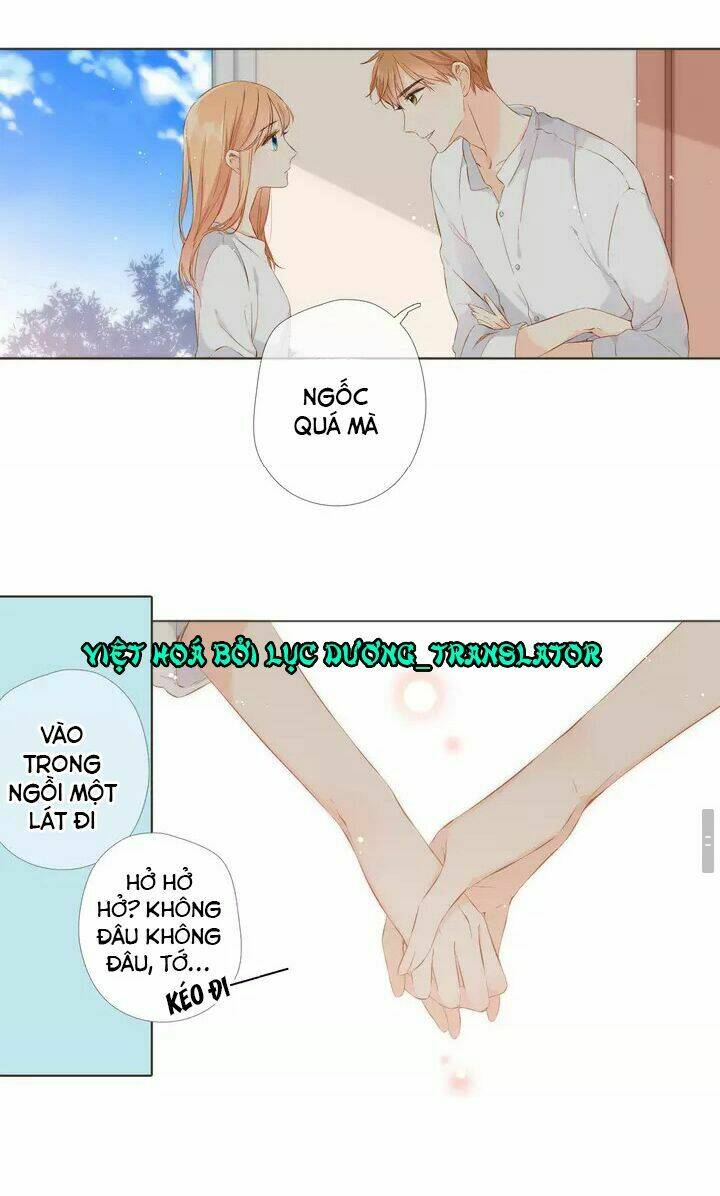 NGỐC
QUÁ MÀ
VIỆT HOÁ BỞI LỤC DƯƠNG_TRANSLATOR
VÀO
TRONG
NGỒI MỘT
LÁT ĐI
HỞ HỞ
HỞ? KHÔNG
ĐÂU KHÔNG
ĐÂU, TỚ...
KÉO ĐI